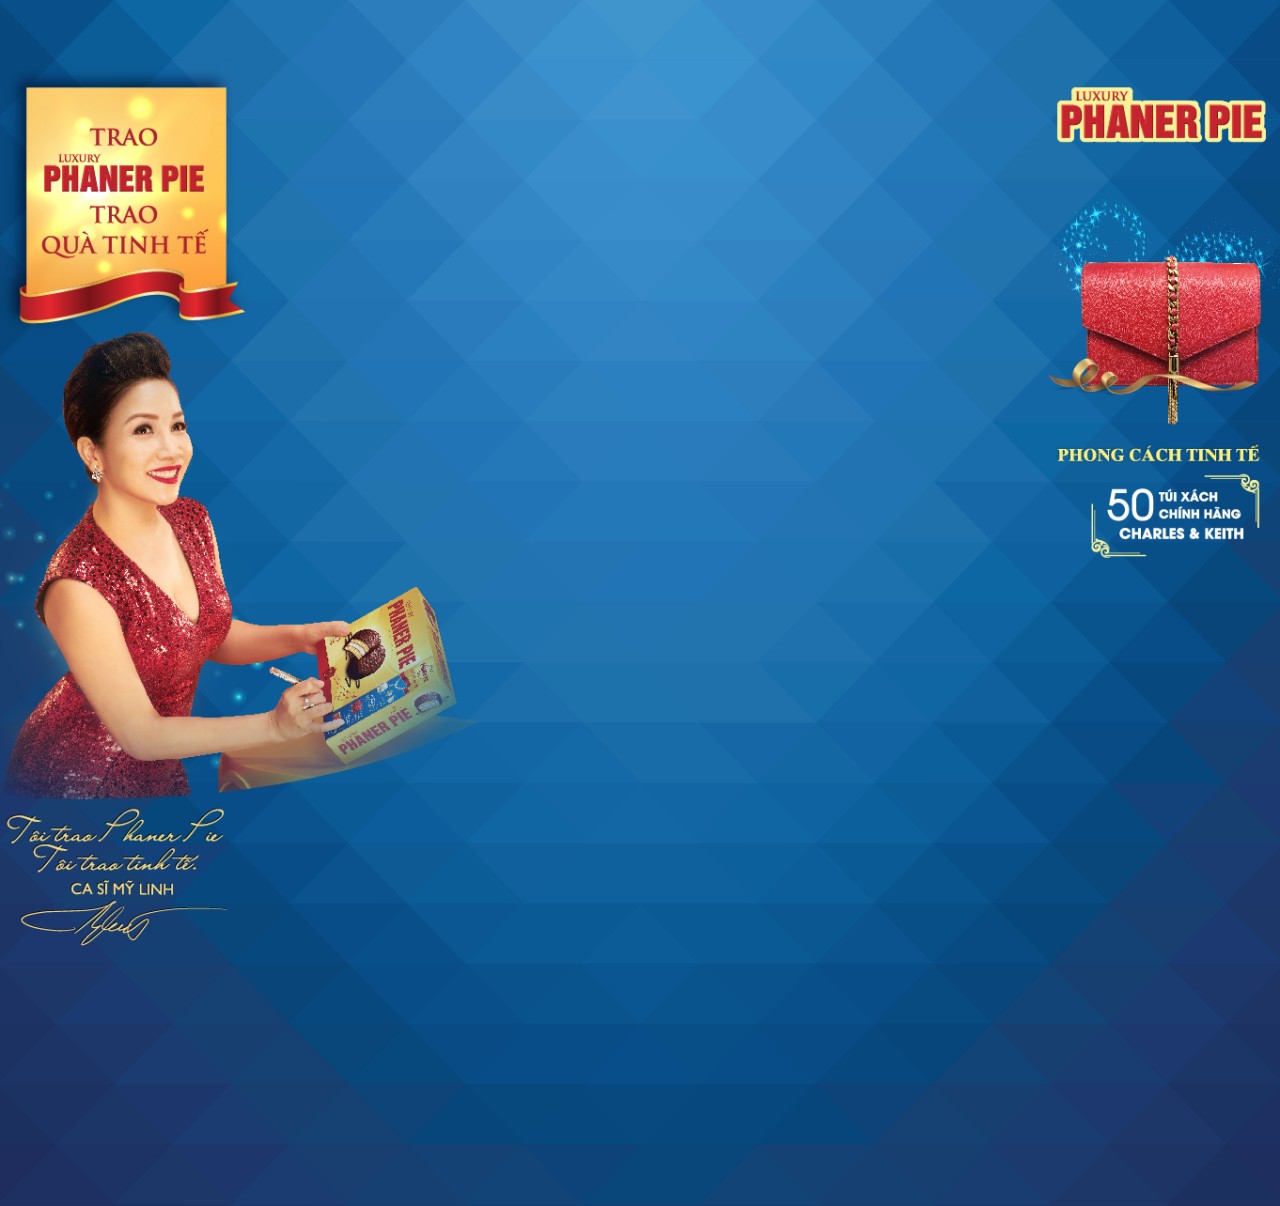 TRAO
LUXURY
PHANER PIE
TRAO
QUÀ TINH TẾ
LUXURY
PHANER PIE
PHONG CÁCH TINH TẾ
50 TÚI XÁCH
CHÍNH HÃNG
CHARLES & KEITH
PHANER PIE
PHANER PIE
Tôi trao Phaner Pie
Tôi trao tinh tế.
CA SĨ MỸ LINH